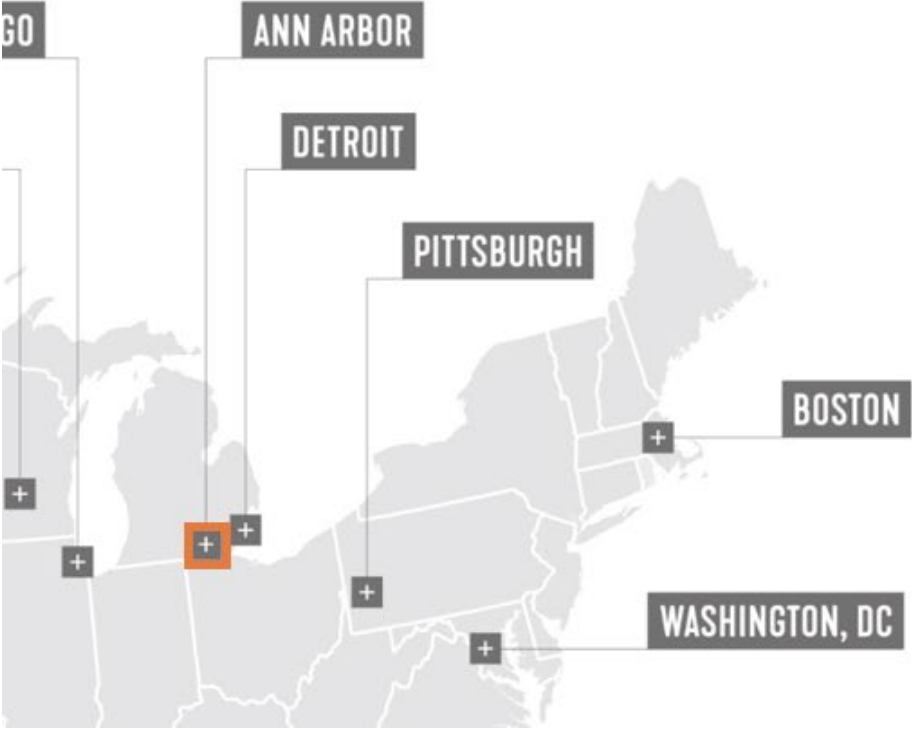 GO
ANN ARBOR
DETROIT
PITTSBURGH
BOSTON
WASHINGTON, DC